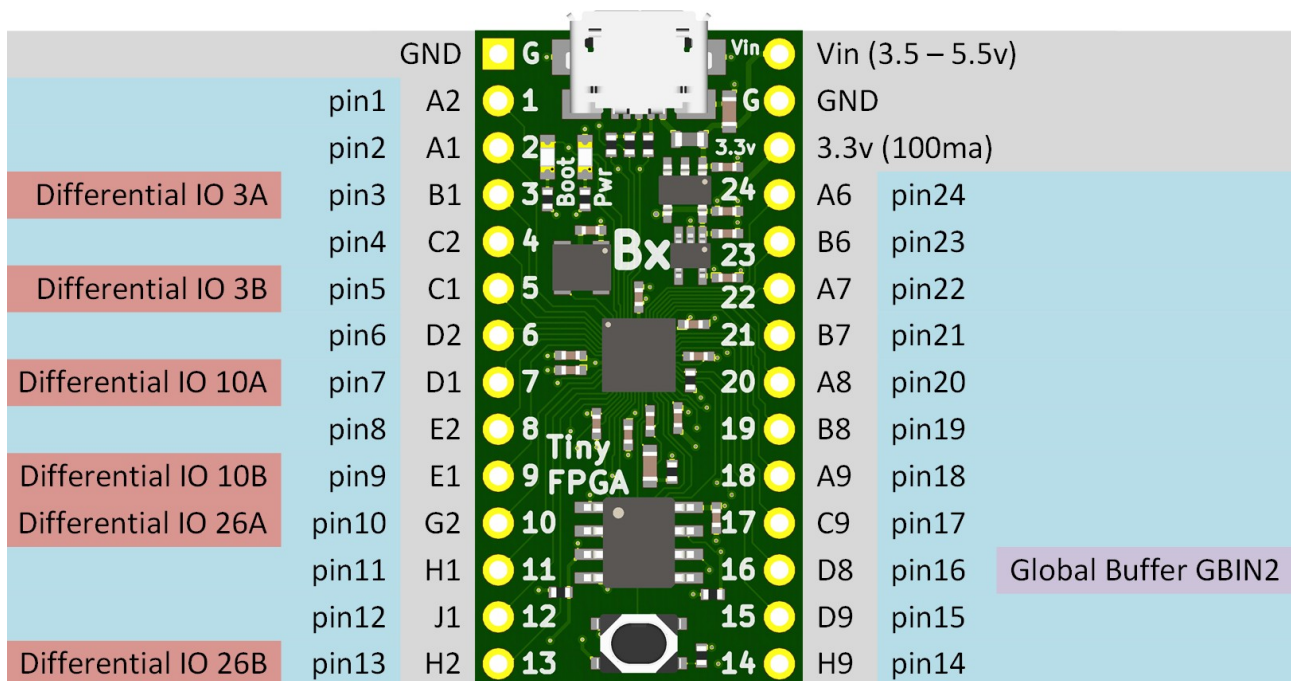 GND G Vin Vin (3.5 – 5.5v)
pin1 A2 1 G GND
pin2 A1 2 3.3v 3.3v (100ma)
Differential IO 3A pin3 B1 3 Boot Pwr 24 A6 pin24
pin4 C2 4 Bx 23 B6 pin23
Differential IO 3B pin5 C1 5 22 A7 pin22
pin6 D2 6 21 B7 pin21
Differential IO 10A pin7 D1 7 20 A8 pin20
pin8 E2 8 Tiny 19 B8 pin19
Differential IO 10B pin9 E1 9 FPGA 18 A9 pin18
Differential IO 26A pin10 G2 10 17 C9 pin17
pin11 H1 11 16 D8 pin16 Global Buffer GBIN2
pin12 J1 12 15 D9 pin15
Differential IO 26B pin13 H2 13 14 H9 pin14